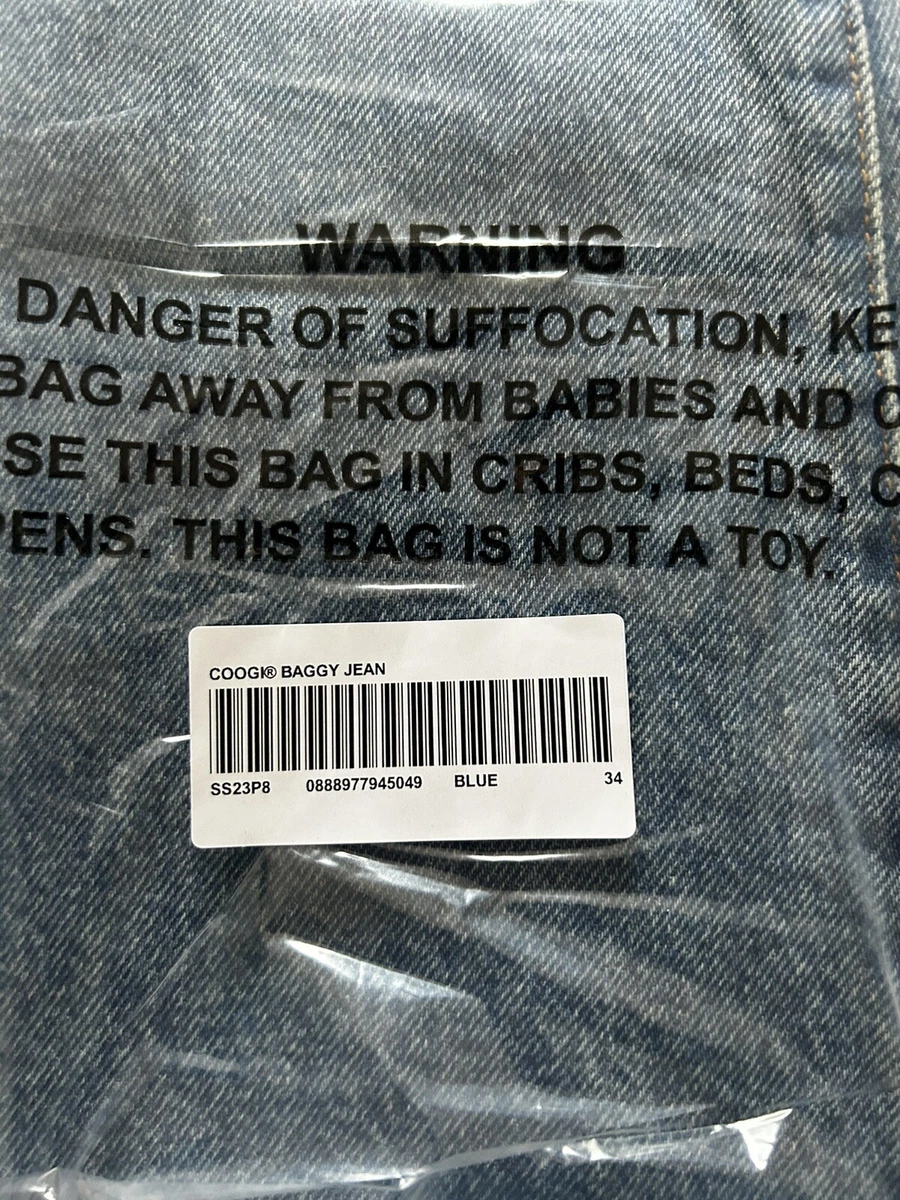 WARNING
DANGER OF SUFFOCATION, KE
BAG AWAY FROM BABIES AND C
SE THIS BAG IN CRIBS, BEDS, C
PENS. THIS BAG IS NOT A TOY.
COOGI® BAGGY JEAN
SS23P8 0888977945049 BLUE 34